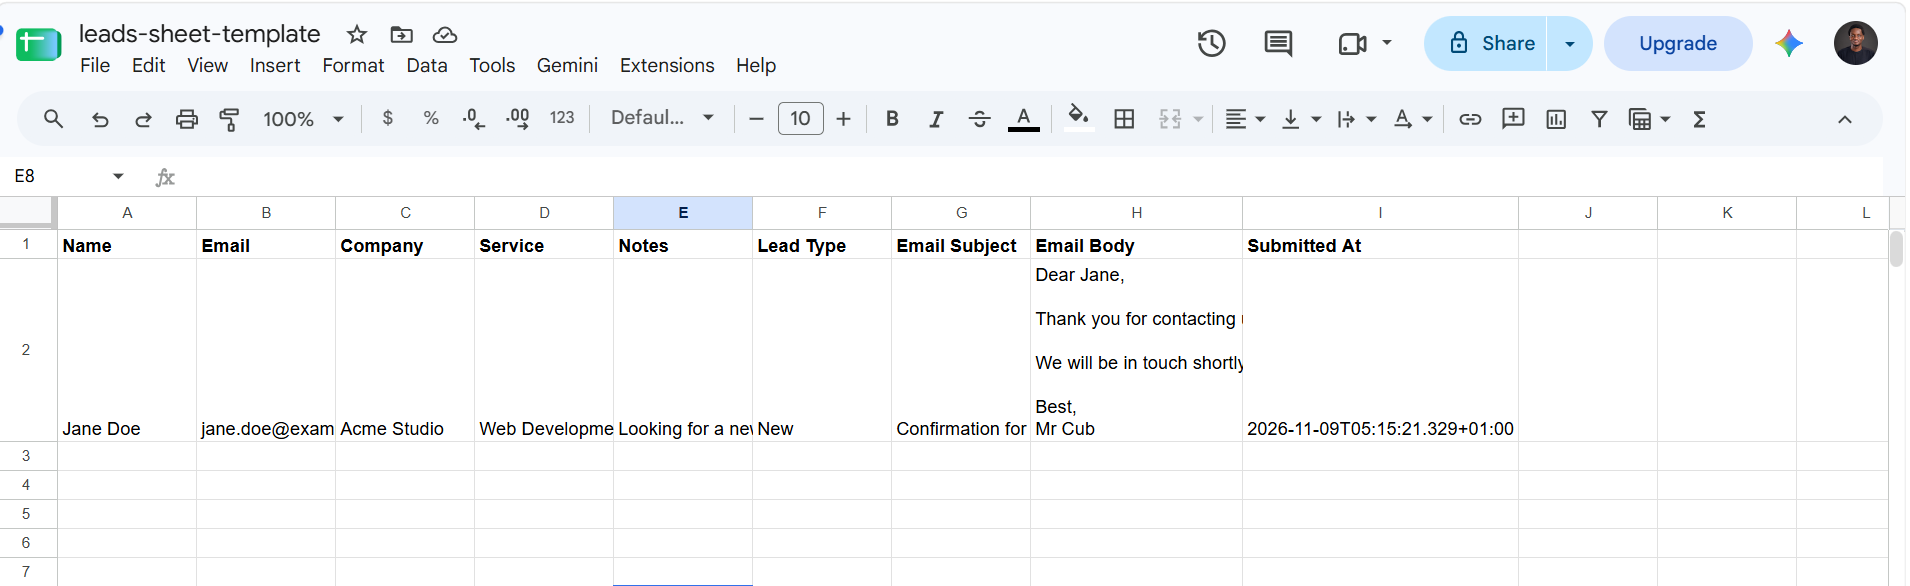 leads-sheet-template
File Edit View Insert Format Data Tools Gemini Extensions Help
Share
Upgrade
100% $ % .0 .00 123 Defaul... 10 B I A
E8 fx
A B C D E F G H I J K L
1 Name Email Company Service Notes Lead Type Email Subject Email Body Submitted At
Dear Jane,
Thank you for contacting
2
We will be in touch shortly
Best,
Jane Doe jane.doe@exam Acme Studio Web Developme Looking for a new New Confirmation for Mr Cub 2026-11-09T05:15:21.329+01:00
3
4
5
6
7